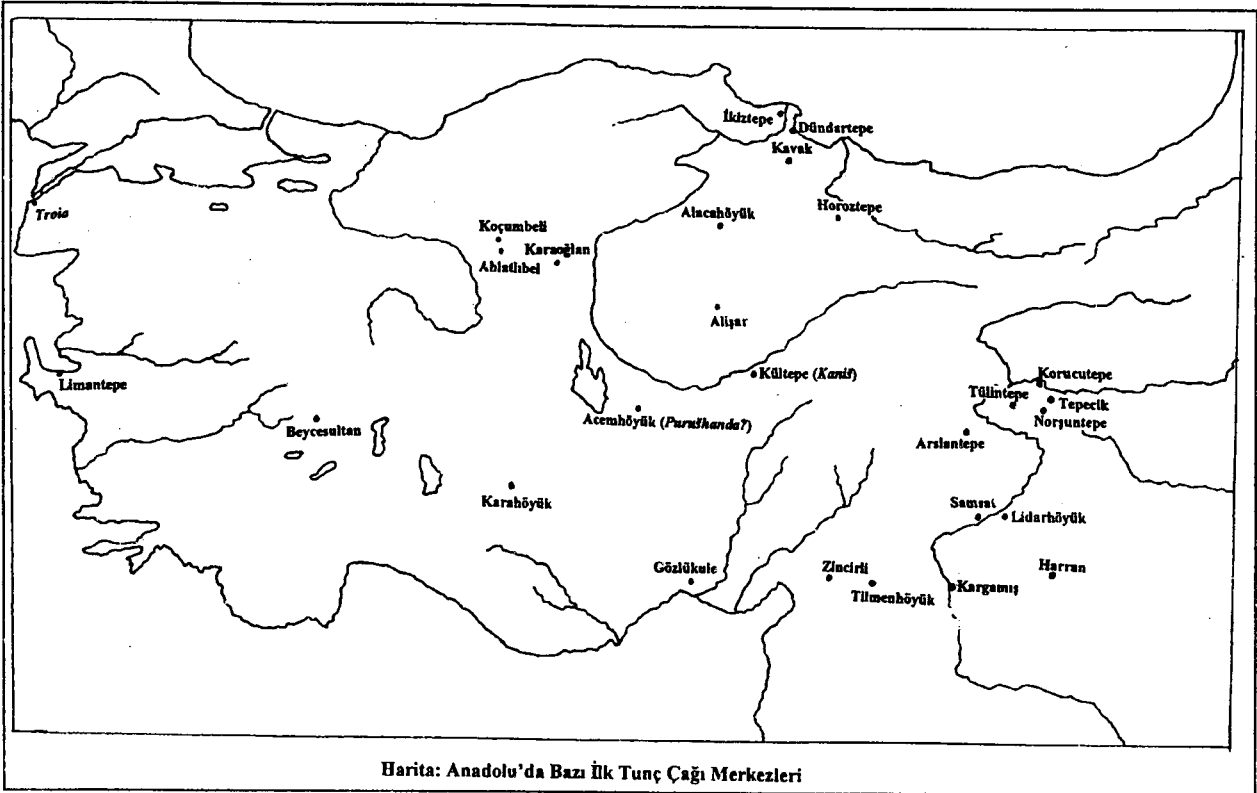 İkiztepe
Dündartepe
Kavak
Troia
Alacahöyük
Horoztepe
Koçumbeli
Karaoğlan
Ahlatlıbel
Alişar
Limantepe
Kültepe (Kaniš)
Korucutepe
Tülintepe
Tepecik
Norşuntepe
Acemhöyük (Purušhanda?)
Beycesultan
Arslantepe
Karahöyük
Samsat
Lidarhöyük
Gözlükule
Zincirli
Harran
Tilmenhöyük
Kargamış
Harita: Anadolu'da Bazı İlk Tunç Çağı Merkezleri